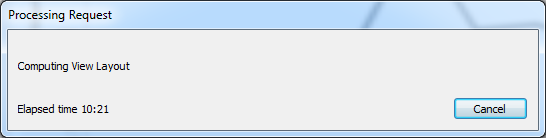 Processing Request
Computing View Layout
Elapsed time 10:21
Cancel